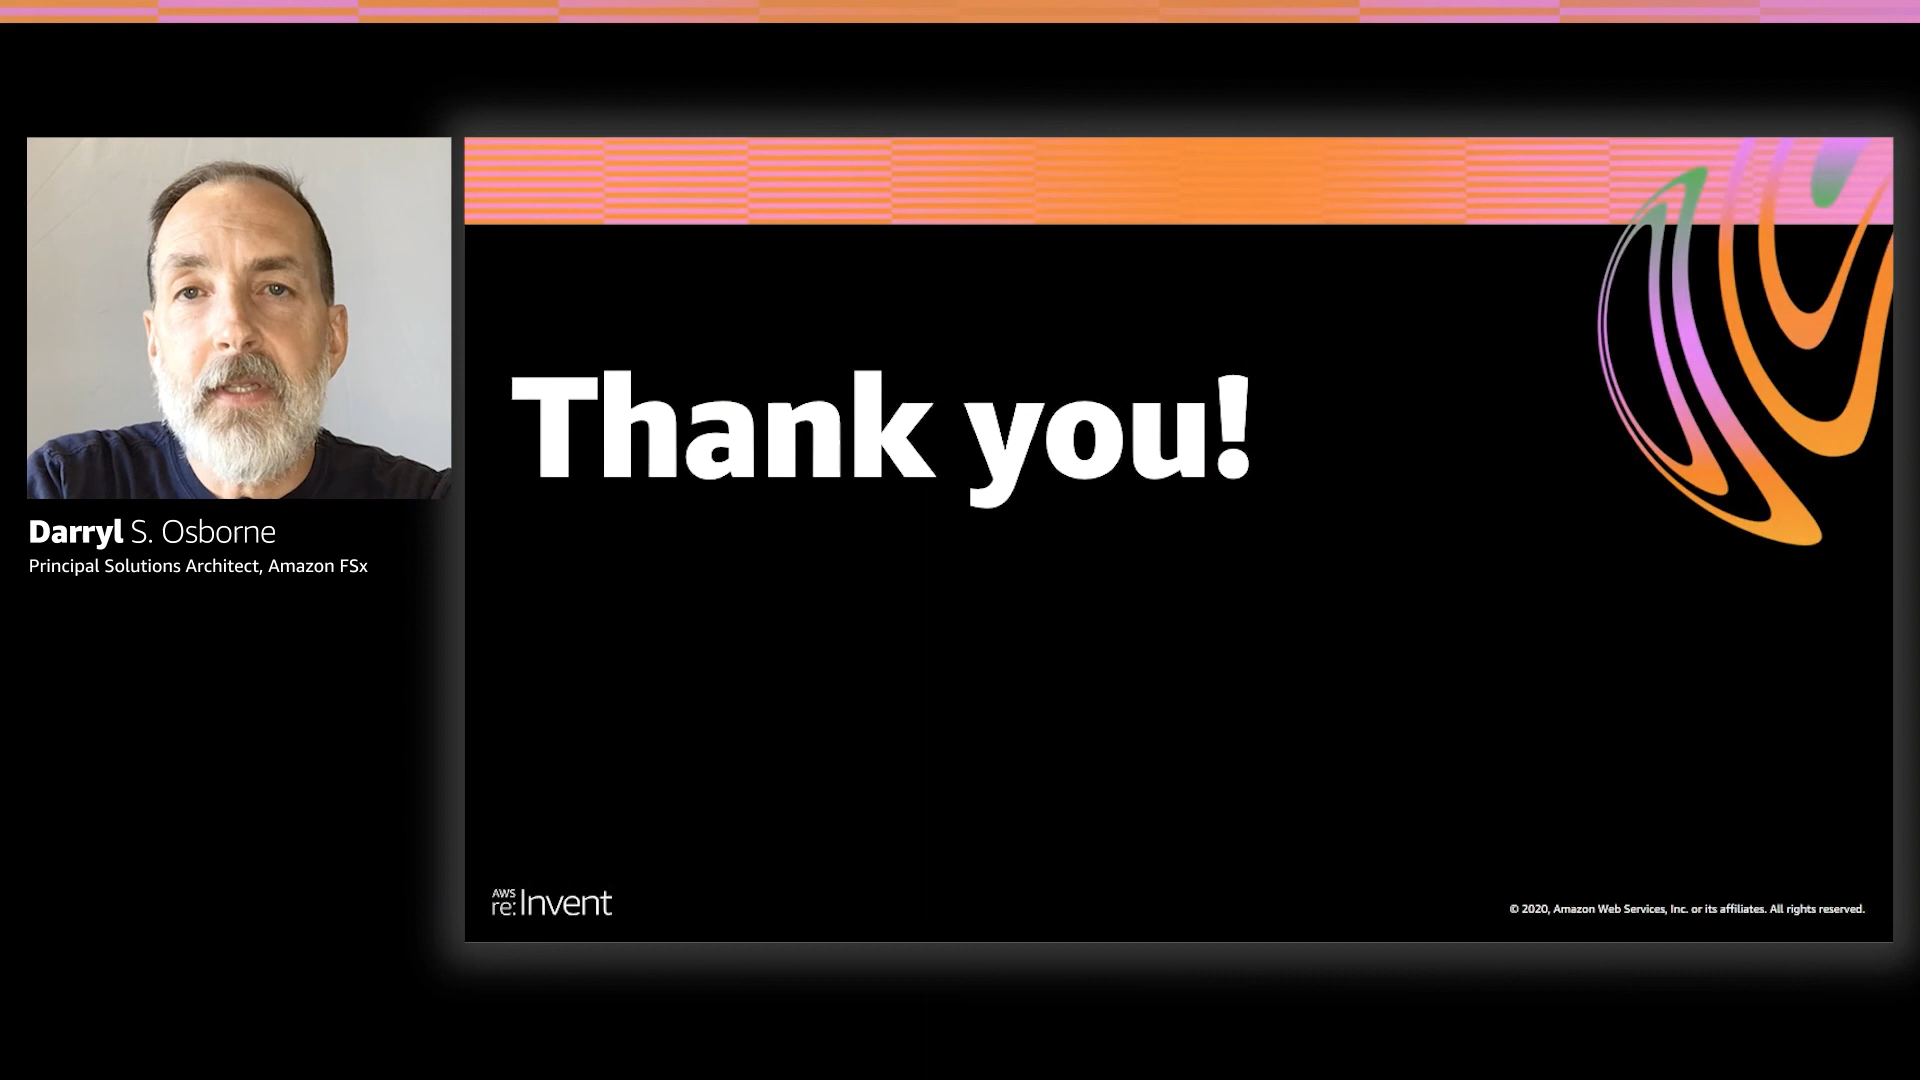 Darryl S. Osborne
Principal Solutions Architect, Amazon FSx
Thank you!
AWS
re:Invent
© 2020, Amazon Web Services, Inc. or its affiliates. All rights reserved.